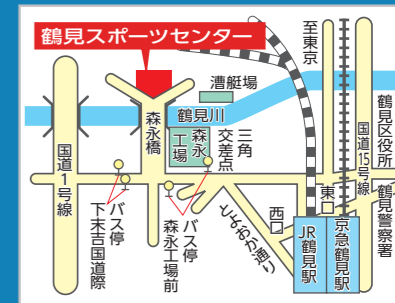 鶴見スポーツセンター
至東京
漕艇場
鶴見川
森永橋
森永工場
三角交差点
国道1号線
国道15号線
鶴見区役所
鶴見警察署
バス停
下末吉国道際
バス停
森永工場前
とよおか通り
西口
東口
JR鶴見駅
京急鶴見駅